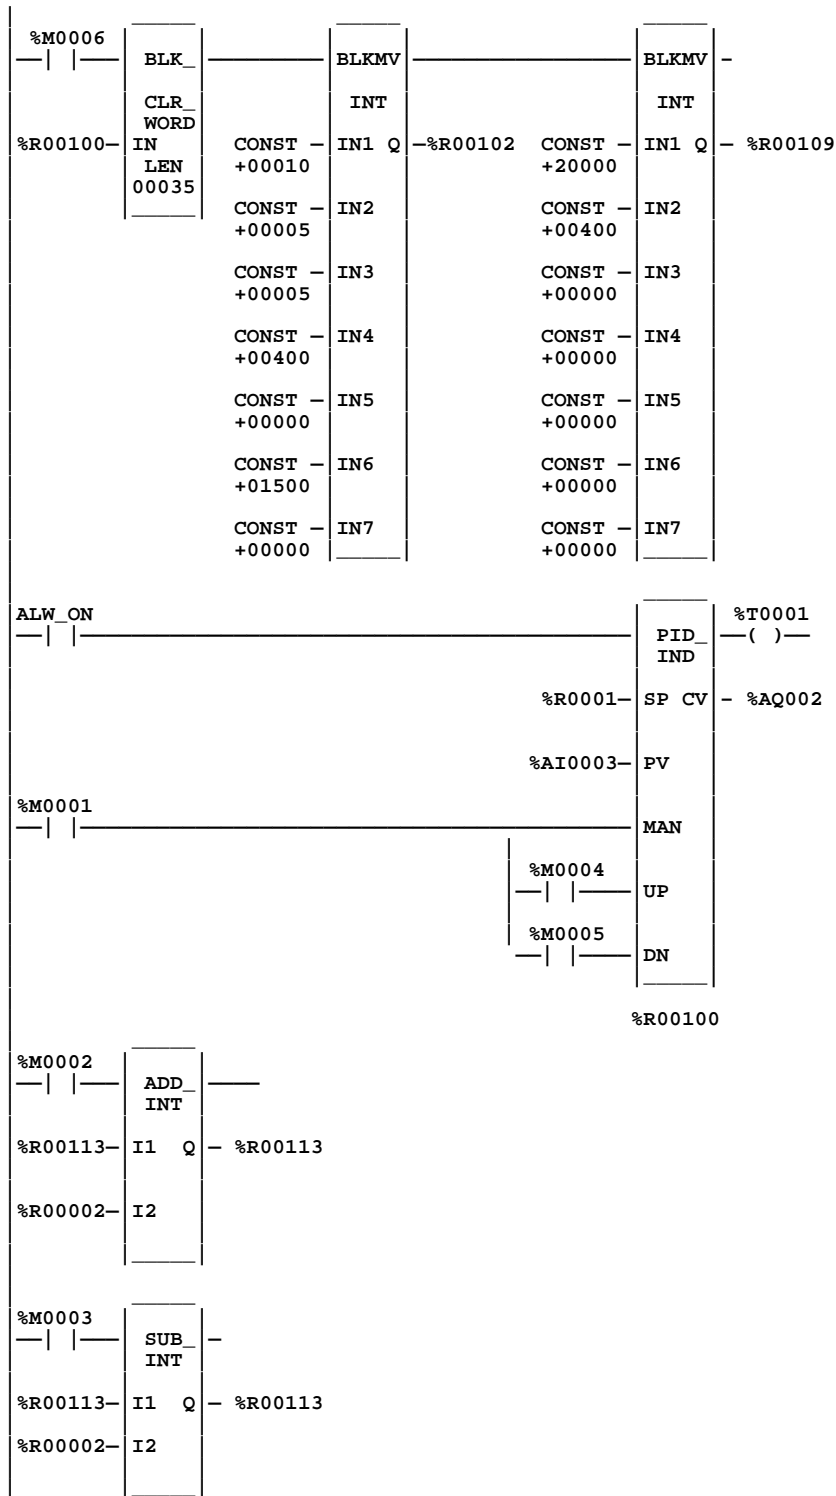 %M0006
BLK_ BLKMV BLKMV
CLR_ INT INT
WORD
%R00100 IN CONST IN1 Q %R00102 CONST IN1 Q %R00109
LEN +00010 +20000
00035
CONST IN2 CONST IN2
+00005 +00400
CONST IN3 CONST IN3
+00005 +00000
CONST IN4 CONST IN4
+00400 +00000
CONST IN5 CONST IN5
+00000 +00000
CONST IN6 CONST IN6
+01500 +00000
CONST IN7 CONST IN7
+00000 +00000
ALW_ON %T0001
PID_ ( )
IND
%R0001 SP CV %AQ002
%AI0003 PV
%M0001
MAN
%M0004
UP
%M0005
DN
%R00100
%M0002
ADD_
INT
%R00113 I1 Q %R00113
%R00002 I2
%M0003
SUB_
INT
%R00113 I1 Q %R00113
%R00002 I2